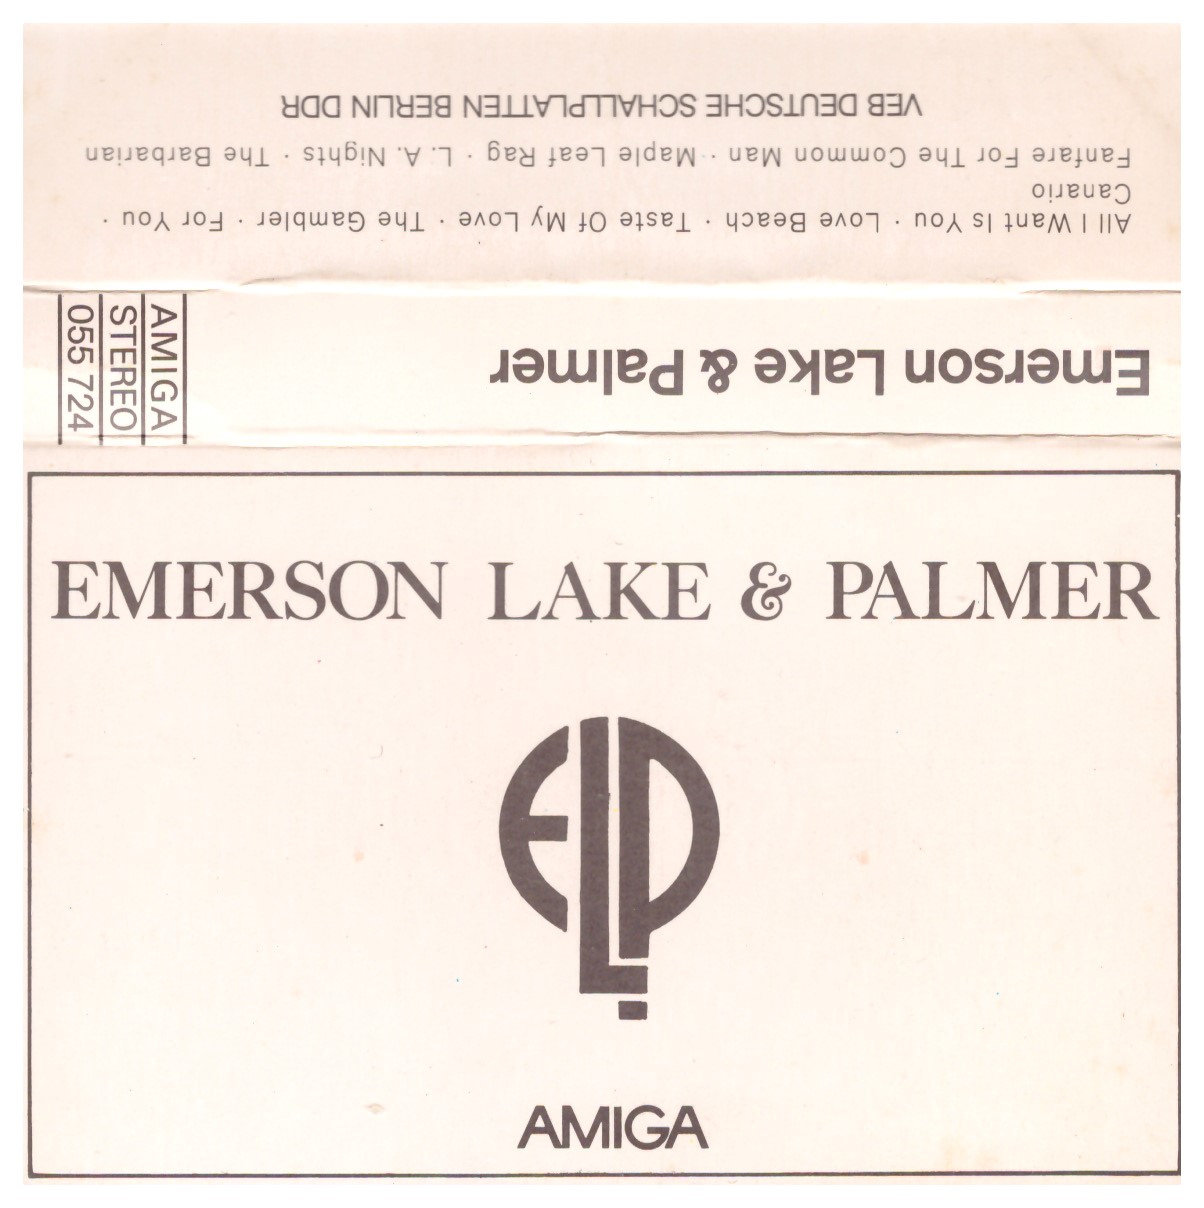 All I Want Is You · Love Beach · Taste Of My Love · The Gambler · For You ·
Canario
Fanfare For The Common Man · Maple Leaf Rag · L. A. Nights · The Barbarian
VEB DEUTSCHE SCHALLPLATTEN BERLIN DDR
Emerson Lake & Palmer
AMIGA
STEREO
055 724
EMERSON LAKE & PALMER
ELP
AMIGA